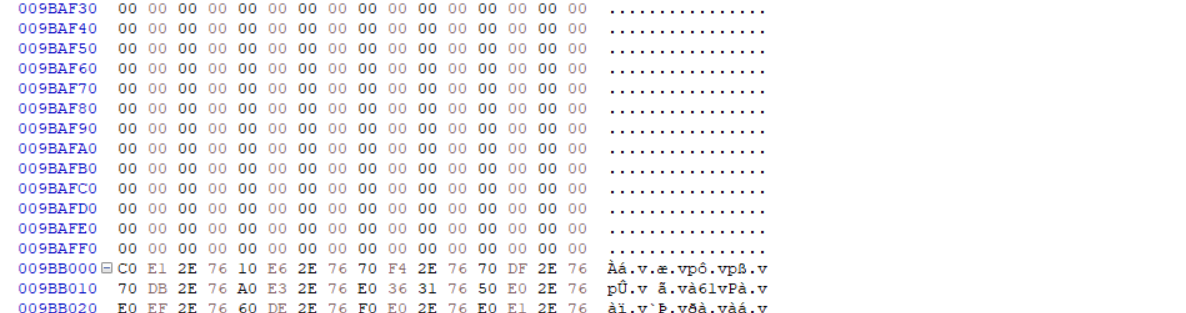 009BAF30 00 00 00 00 00 00 00 00 00 00 00 00 00 00 00 00 ................
009BAF40 00 00 00 00 00 00 00 00 00 00 00 00 00 00 00 00 ................
009BAF50 00 00 00 00 00 00 00 00 00 00 00 00 00 00 00 00 ................
009BAF60 00 00 00 00 00 00 00 00 00 00 00 00 00 00 00 00 ................
009BAF70 00 00 00 00 00 00 00 00 00 00 00 00 00 00 00 00 ................
009BAF80 00 00 00 00 00 00 00 00 00 00 00 00 00 00 00 00 ................
009BAF90 00 00 00 00 00 00 00 00 00 00 00 00 00 00 00 00 ................
009BAFA0 00 00 00 00 00 00 00 00 00 00 00 00 00 00 00 00 ................
009BAFB0 00 00 00 00 00 00 00 00 00 00 00 00 00 00 00 00 ................
009BAFC0 00 00 00 00 00 00 00 00 00 00 00 00 00 00 00 00 ................
009BAFD0 00 00 00 00 00 00 00 00 00 00 00 00 00 00 00 00 ................
009BAFE0 00 00 00 00 00 00 00 00 00 00 00 00 00 00 00 00 ................
009BAFF0 00 00 00 00 00 00 00 00 00 00 00 00 00 00 00 00 ................
009BB000 C0 E1 2E 76 10 E6 2E 76 70 F4 2E 76 70 DF 2E 76 Àá.v.æ.vpô.vpß.v
009BB010 70 DB 2E 76 A0 E3 2E 76 E0 36 31 76 50 E0 2E 76 pÛ.v ã.và61vPà.v
009BB020 E0 EF 2E 76 60 DE 2E 76 F0 E0 2E 76 E0 E1 2E 76 àï.v`Þ.vðà.vàá.v